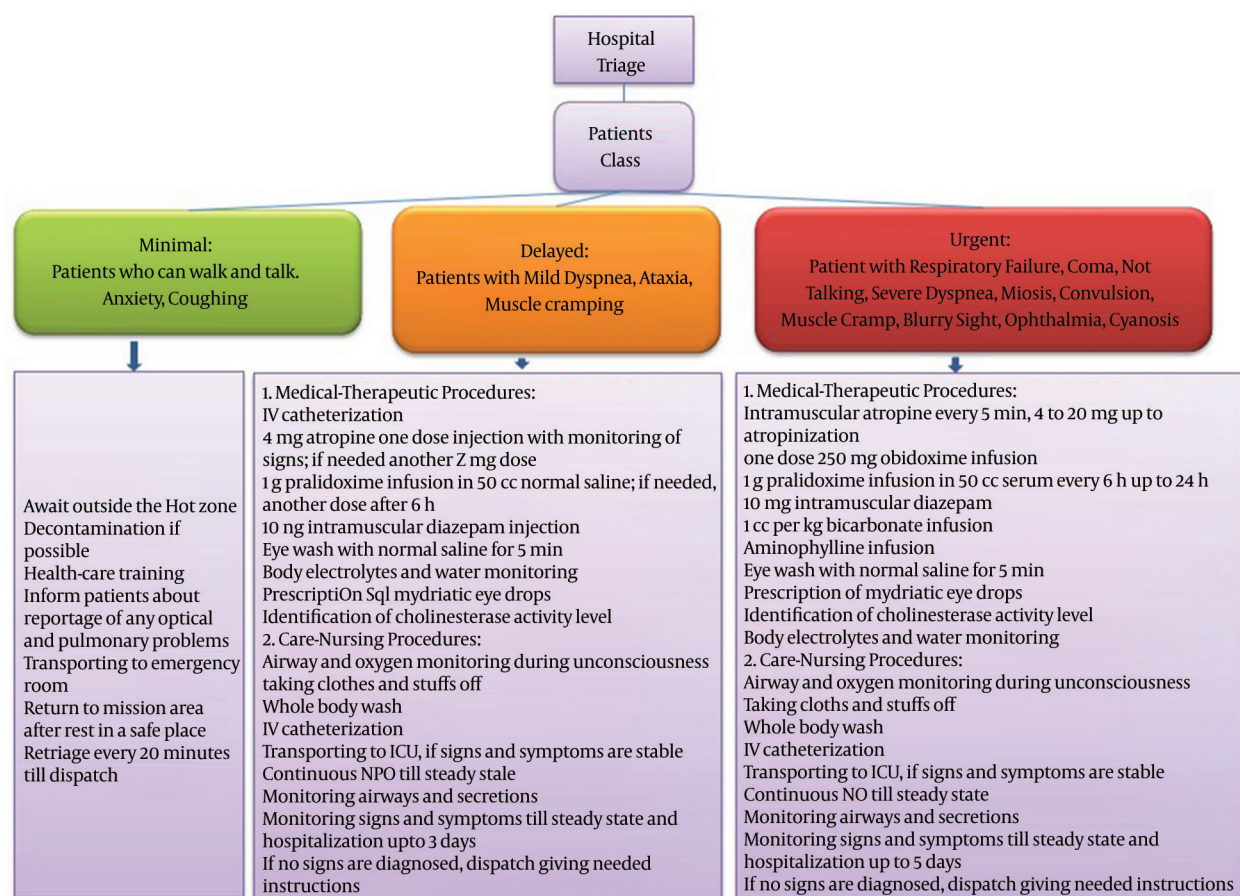 Hospital
Triage
Patients
Class
Minimal:
Patients who can walk and talk.
Anxiety, Coughing
Delayed:
Patients with Mild Dyspnea, Ataxia,
Muscle cramping
Urgent:
Patient with Respiratory Failure, Coma, Not
Talking, Severe Dyspnea, Miosis, Convulsion,
Muscle Cramp, Blurry Sight, Ophthalmia, Cyanosis
Await outside the Hot zone
Decontamination if
possible
Health-care training
Inform patients about
reportage of any optical
and pulmonary problems
Transporting to emergency
room
Return to mission area
after rest in a safe place
Retriage every 20 minutes
till dispatch
1. Medical-Therapeutic Procedures:
IV catheterization
4 mg atropine one dose injection with monitoring of
signs; if needed another Z mg dose
1 g pralidoxime infusion in 50 cc normal saline; if needed,
another dose after 6 h
10 ng intramuscular diazepam injection
Eye wash with normal saline for 5 min
Body electrolytes and water monitoring
PrescriptiOn Sql mydriatic eye drops
Identification of cholinesterase activity level
2. Care-Nursing Procedures:
Airway and oxygen monitoring during unconsciousness
taking clothes and stuffs off
Whole body wash
IV catheterization
Transporting to ICU, if signs and symptoms are stable
Continuous NPO till steady stale
Monitoring airways and secretions
Monitoring signs and symptoms till steady state and
hospitalization upto 3 days
If no signs are diagnosed, dispatch giving needed
instructions
1. Medical-Therapeutic Procedures:
Intramuscular atropine every 5 min, 4 to 20 mg up to
atropinization
one dose 250 mg obidoxime infusion
1 g pralidoxime infusion in 50 cc serum every 6 h up to 24 h
10 mg intramuscular diazepam
1 cc per kg bicarbonate infusion
Aminophylline infusion
Eye wash with normal saline for 5 min
Prescription of mydriatic eye drops
Identification of cholinesterase activity level
Body electrolytes and water monitoring
2. Care-Nursing Procedures:
Airway and oxygen monitoring during unconsciousness
Taking cloths and stuffs off
Whole body wash
IV catheterization
Transporting to ICU, if signs and symptoms are stable
Continuous NO till steady state
Monitoring airways and secretions
Monitoring signs and symptoms till steady state and
hospitalization up to 5 days
If no signs are diagnosed, dispatch giving needed instructions